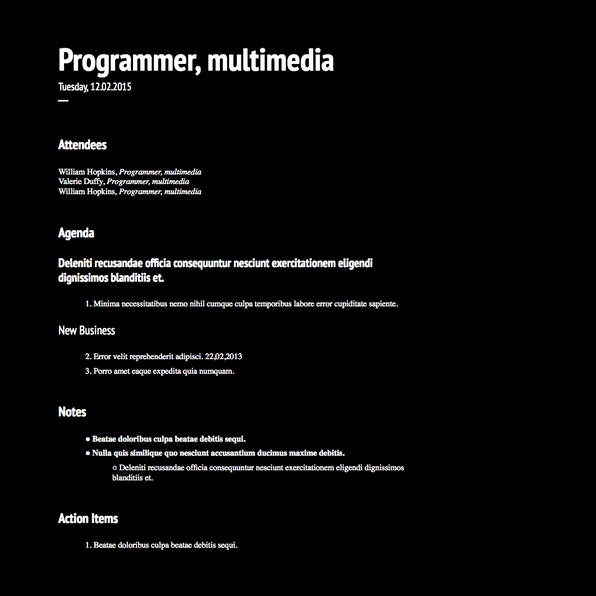 Programmer, multimedia
Tuesday, 12.02.2015
Attendees
William Hopkins, Programmer, multimedia
Valerie Duffy, Programmer, multimedia
William Hopkins, Programmer, multimedia
Agenda
Deleniti recusandae officia consequuntur nesciunt exercitationem eligendi
dignissimos blanditiis et.
1. Minima necessitatibus nemo nihil cumque culpa temporibus labore error cupiditate sapiente.
New Business
2. Error velit reprehenderit adipisci. 22,02,2013
3. Porro amet eaque expedita quia numquam.
Notes
● Beatae doloribus culpa beatae debitis sequi.
● Nulla quis similique quo nesciunt accusantium ducimus maxime debitis.
○ Deleniti recusandae officia consequuntur nesciunt exercitationem eligendi dignissimos
blanditiis et.
Action Items
1. Beatae doloribus culpa beatae debitis sequi.